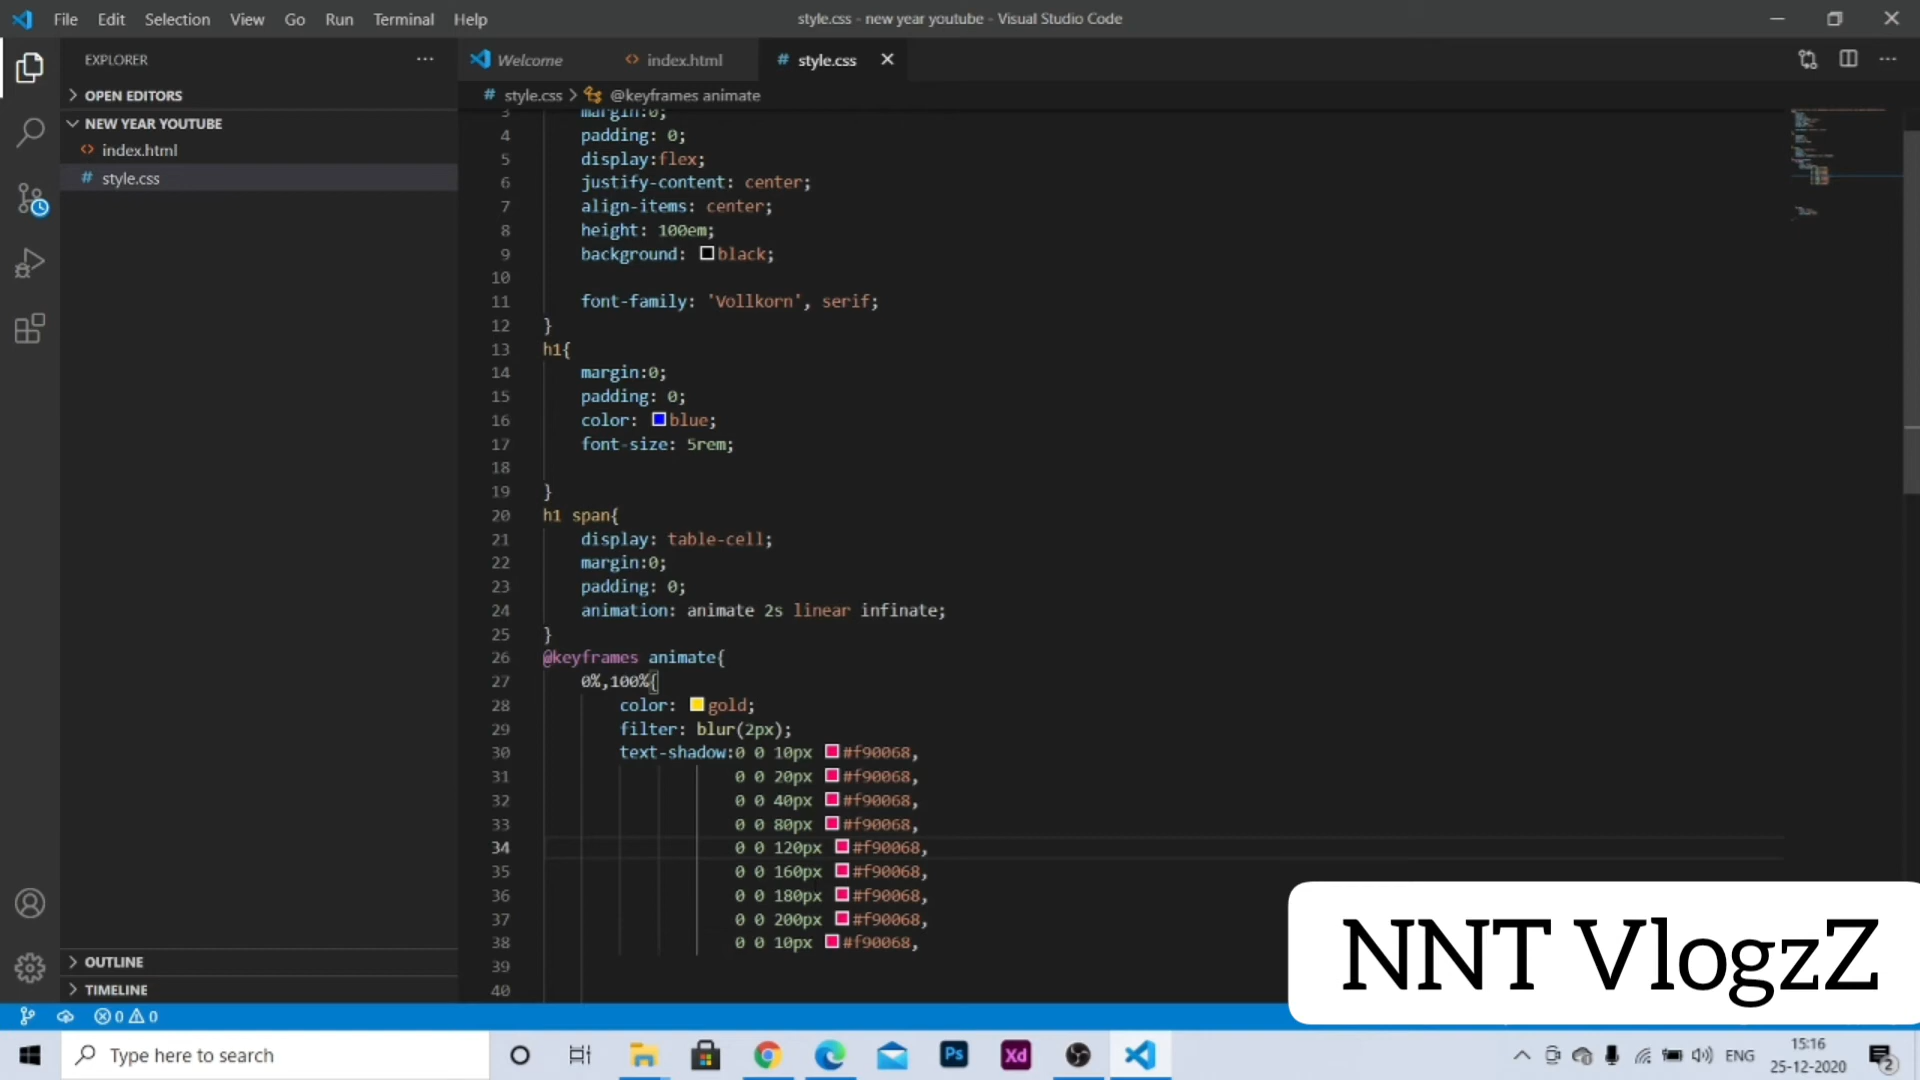 File Edit Selection View Go Run Terminal Help
style.css - new year youtube - Visual Studio Code
EXPLORER
Welcome
index.html
style.css
OPEN EDITORS
style.css > @keyframes animate
NEW YEAR YOUTUBE
index.html
style.css
3 margin:0;
4 padding: 0;
5 display:flex;
6 justify-content: center;
7 align-items: center;
8 height: 100em;
9 background: black;
10
11 font-family: 'Vollkorn', serif;
12 }
13 h1{
14 margin:0;
15 padding: 0;
16 color: blue;
17 font-size: 5rem;
18
19 }
20 h1 span{
21 display: table-cell;
22 margin:0;
23 padding: 0;
24 animation: animate 2s linear infinate;
25 }
26 @keyframes animate{
27 0%,100%{
28 color: gold;
29 filter: blur(2px);
30 text-shadow:0 0 10px #f90068,
31 0 0 20px #f90068,
32 0 0 40px #f90068,
33 0 0 80px #f90068,
34 0 0 120px #f90068,
35 0 0 160px #f90068,
36 0 0 180px #f90068,
37 0 0 200px #f90068,
38 0 0 10px #f90068,
39
40
OUTLINE
TIMELINE
NNT VlogzZ
0 0
Type here to search
Ps
Xd
ENG
15:16
25-12-2020
2